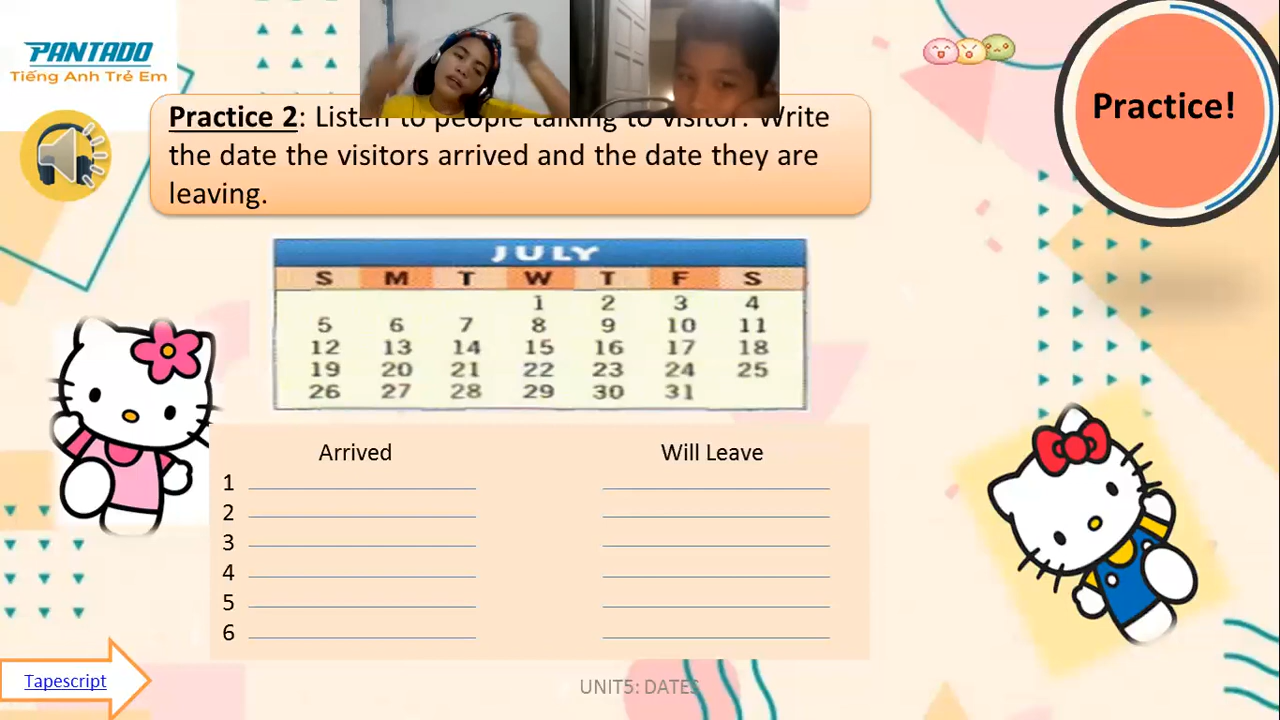 PANTADO
Tiếng Anh Trẻ Em
Practice!
Practice 2: Listen to people talking to visitor. Write
the date the visitors arrived and the date they are
leaving.
JULY
S M T W T F S
1 2 3 4
5 6 7 8 9 10 11
12 13 14 15 16 17 18
19 20 21 22 23 24 25
26 27 28 29 30 31
Arrived Will Leave
1
2
3
4
5
6
Tapescript
UNIT5: DATES